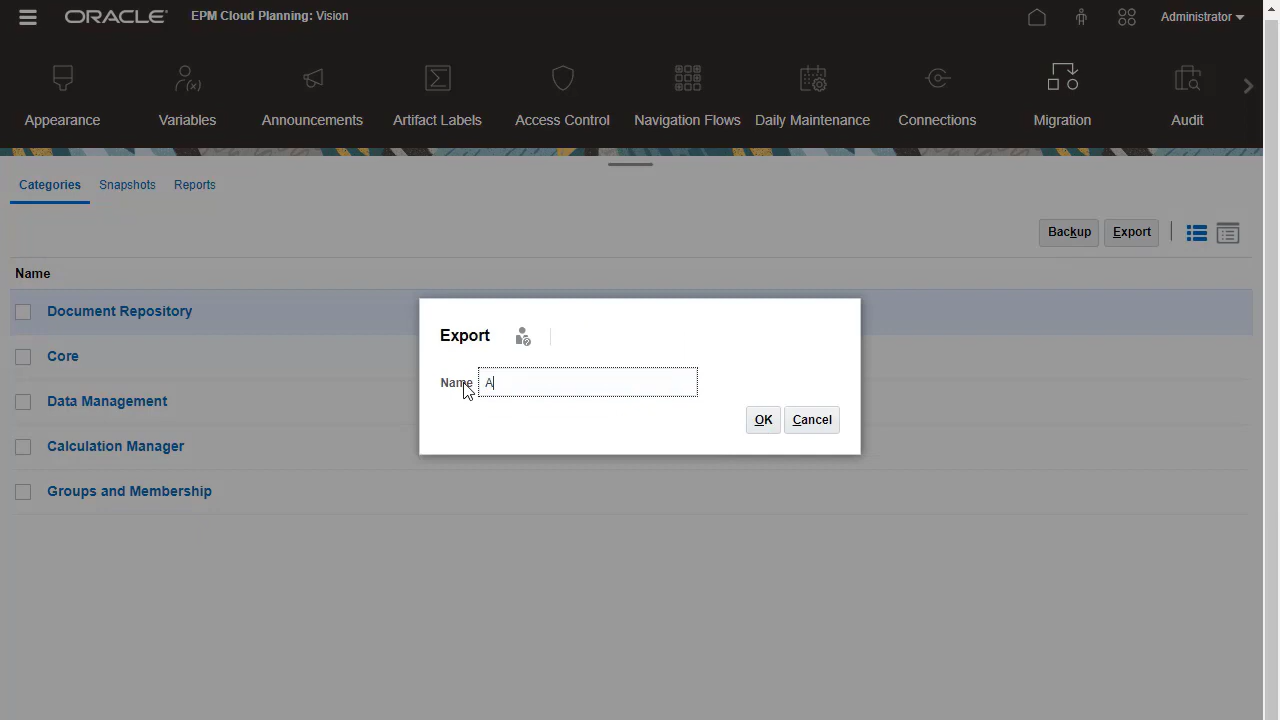 ORACLE EPM Cloud Planning: Vision Administrator
Appearance Variables Announcements Artifact Labels Access Control Navigation Flows Daily Maintenance Connections Migration Audit
Categories Snapshots Reports
Backup Export
Name
Document Repository
Core
Data Management
Calculation Manager
Groups and Membership
Export
Name A
OK Cancel